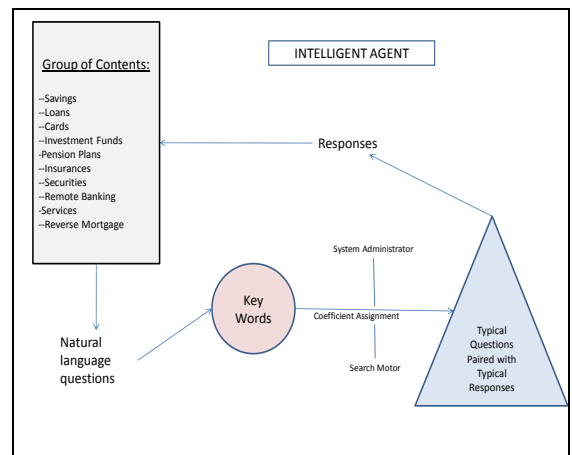 INTELLIGENT AGENT
Group of Contents:
--Savings
--Loans
--Cards
--Investment Funds
-Pension Plans
--Insurances
--Securities
--Remote Banking
-Services
--Reverse Mortgage
Responses
System Administrator
Key
Words
Coefficient Assignment
Search Motor
Natural
language
questions
Typical
Questions
Paired with
Typical
Responses